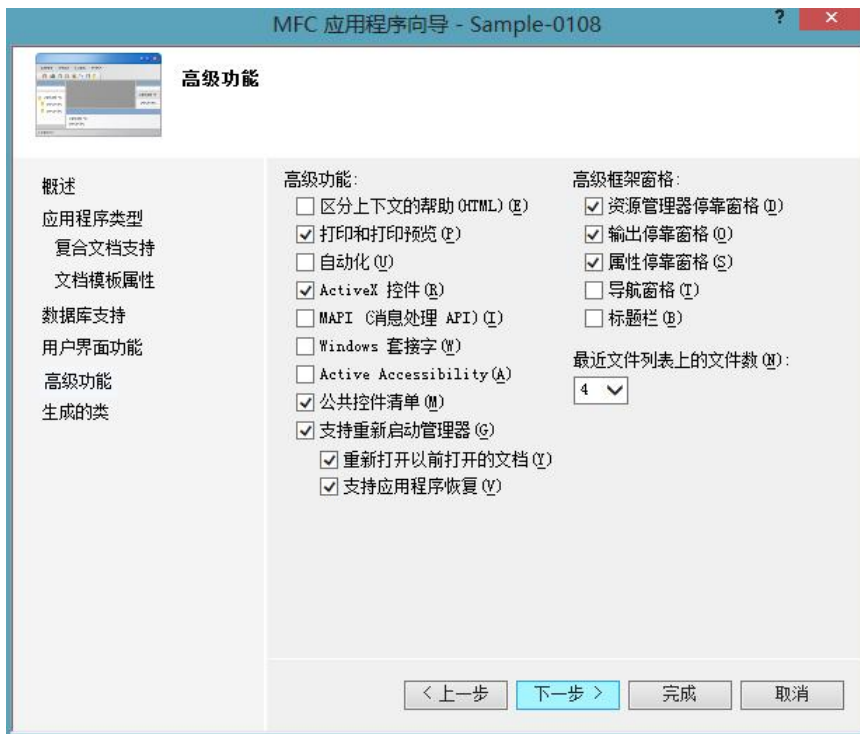 MFC 应用程序向导 - Sample-0108
?
高级功能
概述
应用程序类型
复合文档支持
文档模板属性
数据库支持
用户界面功能
高级功能
生成的类
高级功能:
区分上下文的帮助(HTML)(E)
打印和打印预览(P)
自动化(U)
ActiveX 控件(R)
MAPI (消息处理 API)(I)
Windows 套接字(W)
Active Accessibility(A)
公共控件清单(M)
支持重新启动管理器(G)
重新打开以前打开的文档(Y)
支持应用程序恢复(V)
高级框架窗格:
资源管理器停靠窗格(D)
输出停靠窗格(O)
属性停靠窗格(S)
导航窗格(T)
标题栏(B)
最近文件列表上的文件数(N):
4
< 上一步
下一步 >
完成
取消